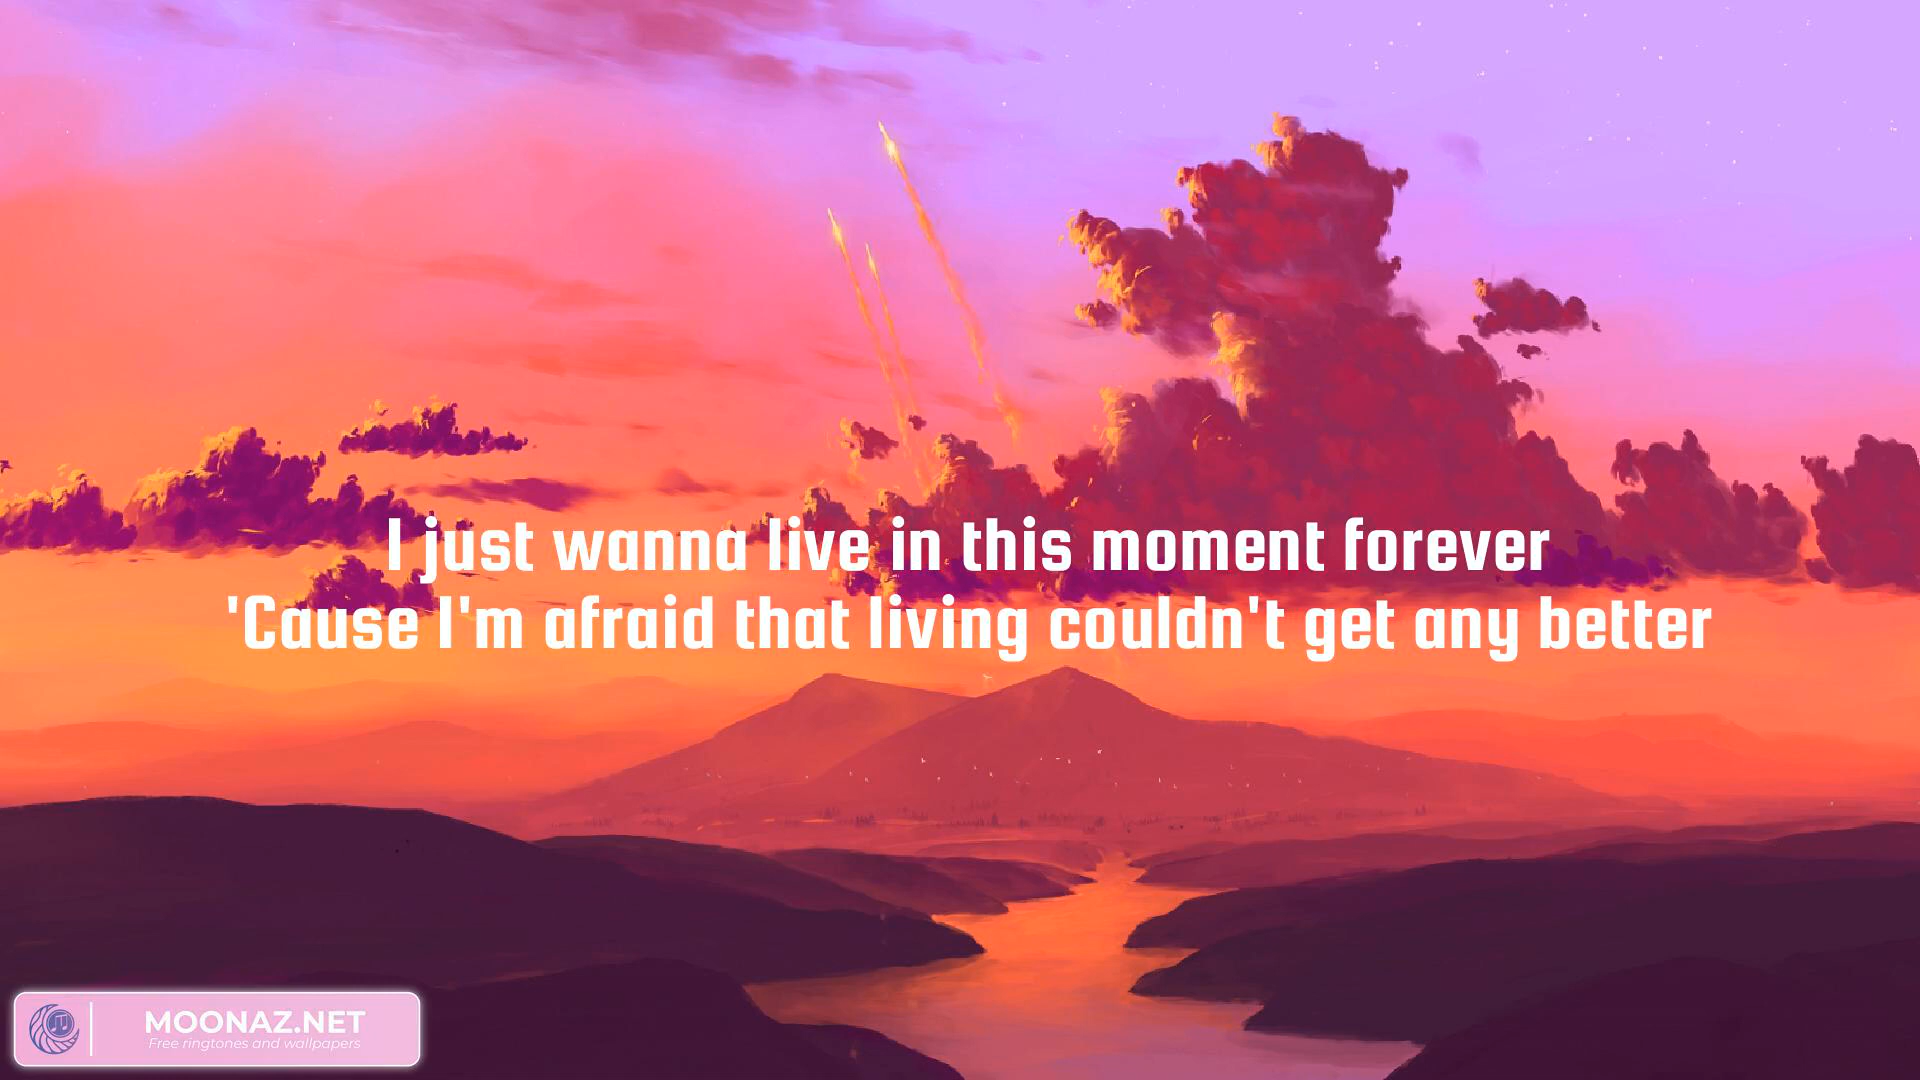 I just wanna live in this moment forever
'Cause I'm afraid that living couldn't get any better
MOONAZ.NET
Free ringtones and wallpapers